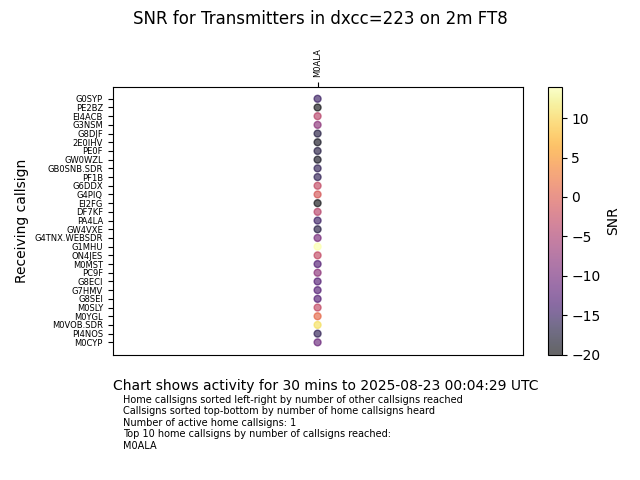 SNR for Transmitters in dxcc=223 on 2m FT8
M0ALA
G0SYP
PE2BZ
EI4ACB
G3NSM
G8DJF
2E0IHV
PE0F
GW0WZL
GB0SNB.SDR
PF1B
G6DDX
G4PIQ
EI2FG
DF7KF
PA4LA
GW4VXE
G4TNX.WEBSDR
G1MHU
ON4JES
M0MST
PC9F
G8ECI
G7HMV
G8SEI
M0SLY
M0YGL
M0VOB.SDR
PI4NOS
M0CYP
Receiving callsign
10
5
0
−5
−10
−15
−20
SNR
Chart shows activity for 30 mins to 2025-08-23 00:04:29 UTC
Home callsigns sorted left-right by number of other callsigns reached
Callsigns sorted top-bottom by number of home callsigns heard
Number of active home callsigns: 1
Top 10 home callsigns by number of callsigns reached:
M0ALA